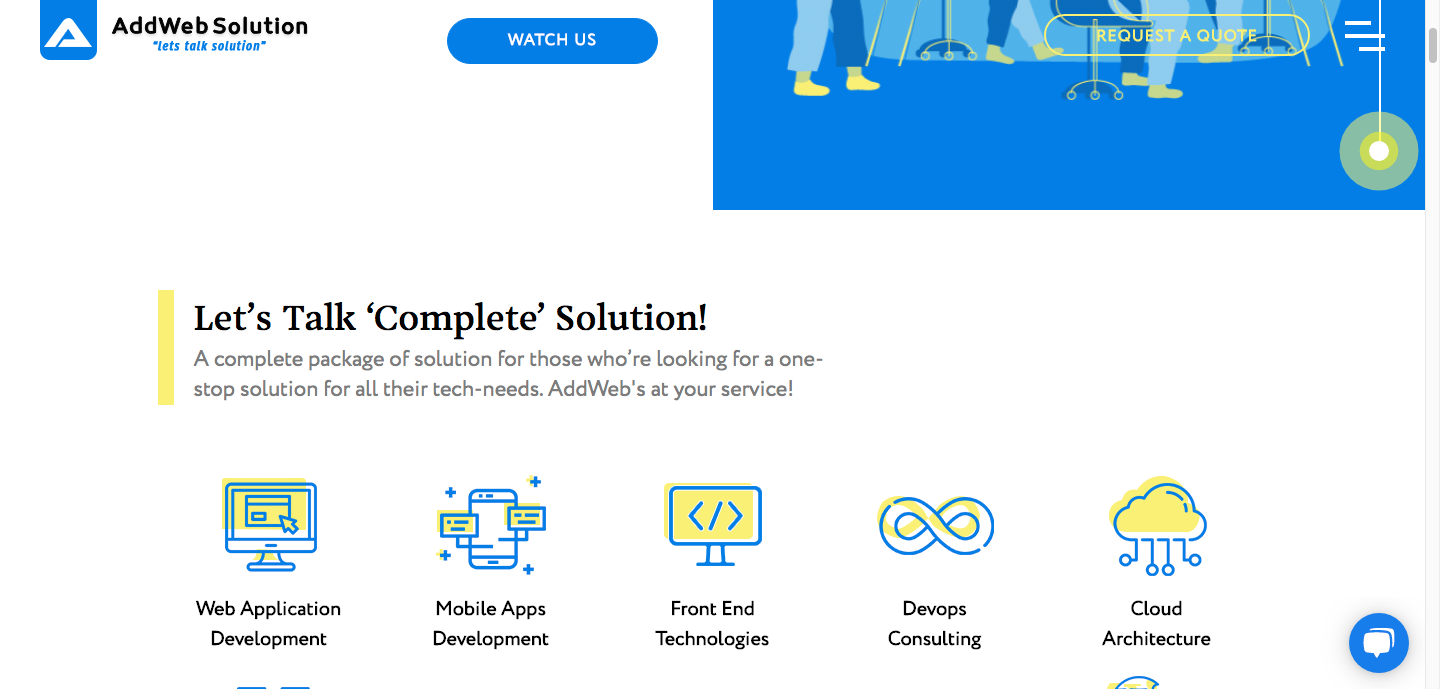 AddWeb Solution
"lets talk solution"
WATCH US
REQUEST A QUOTE
Let’s Talk ‘Complete’ Solution!
A complete package of solution for those who’re looking for a one-
stop solution for all their tech-needs. AddWeb's at your service!
Web Application
Development
Mobile Apps
Development
Front End
Technologies
Devops
Consulting
Cloud
Architecture